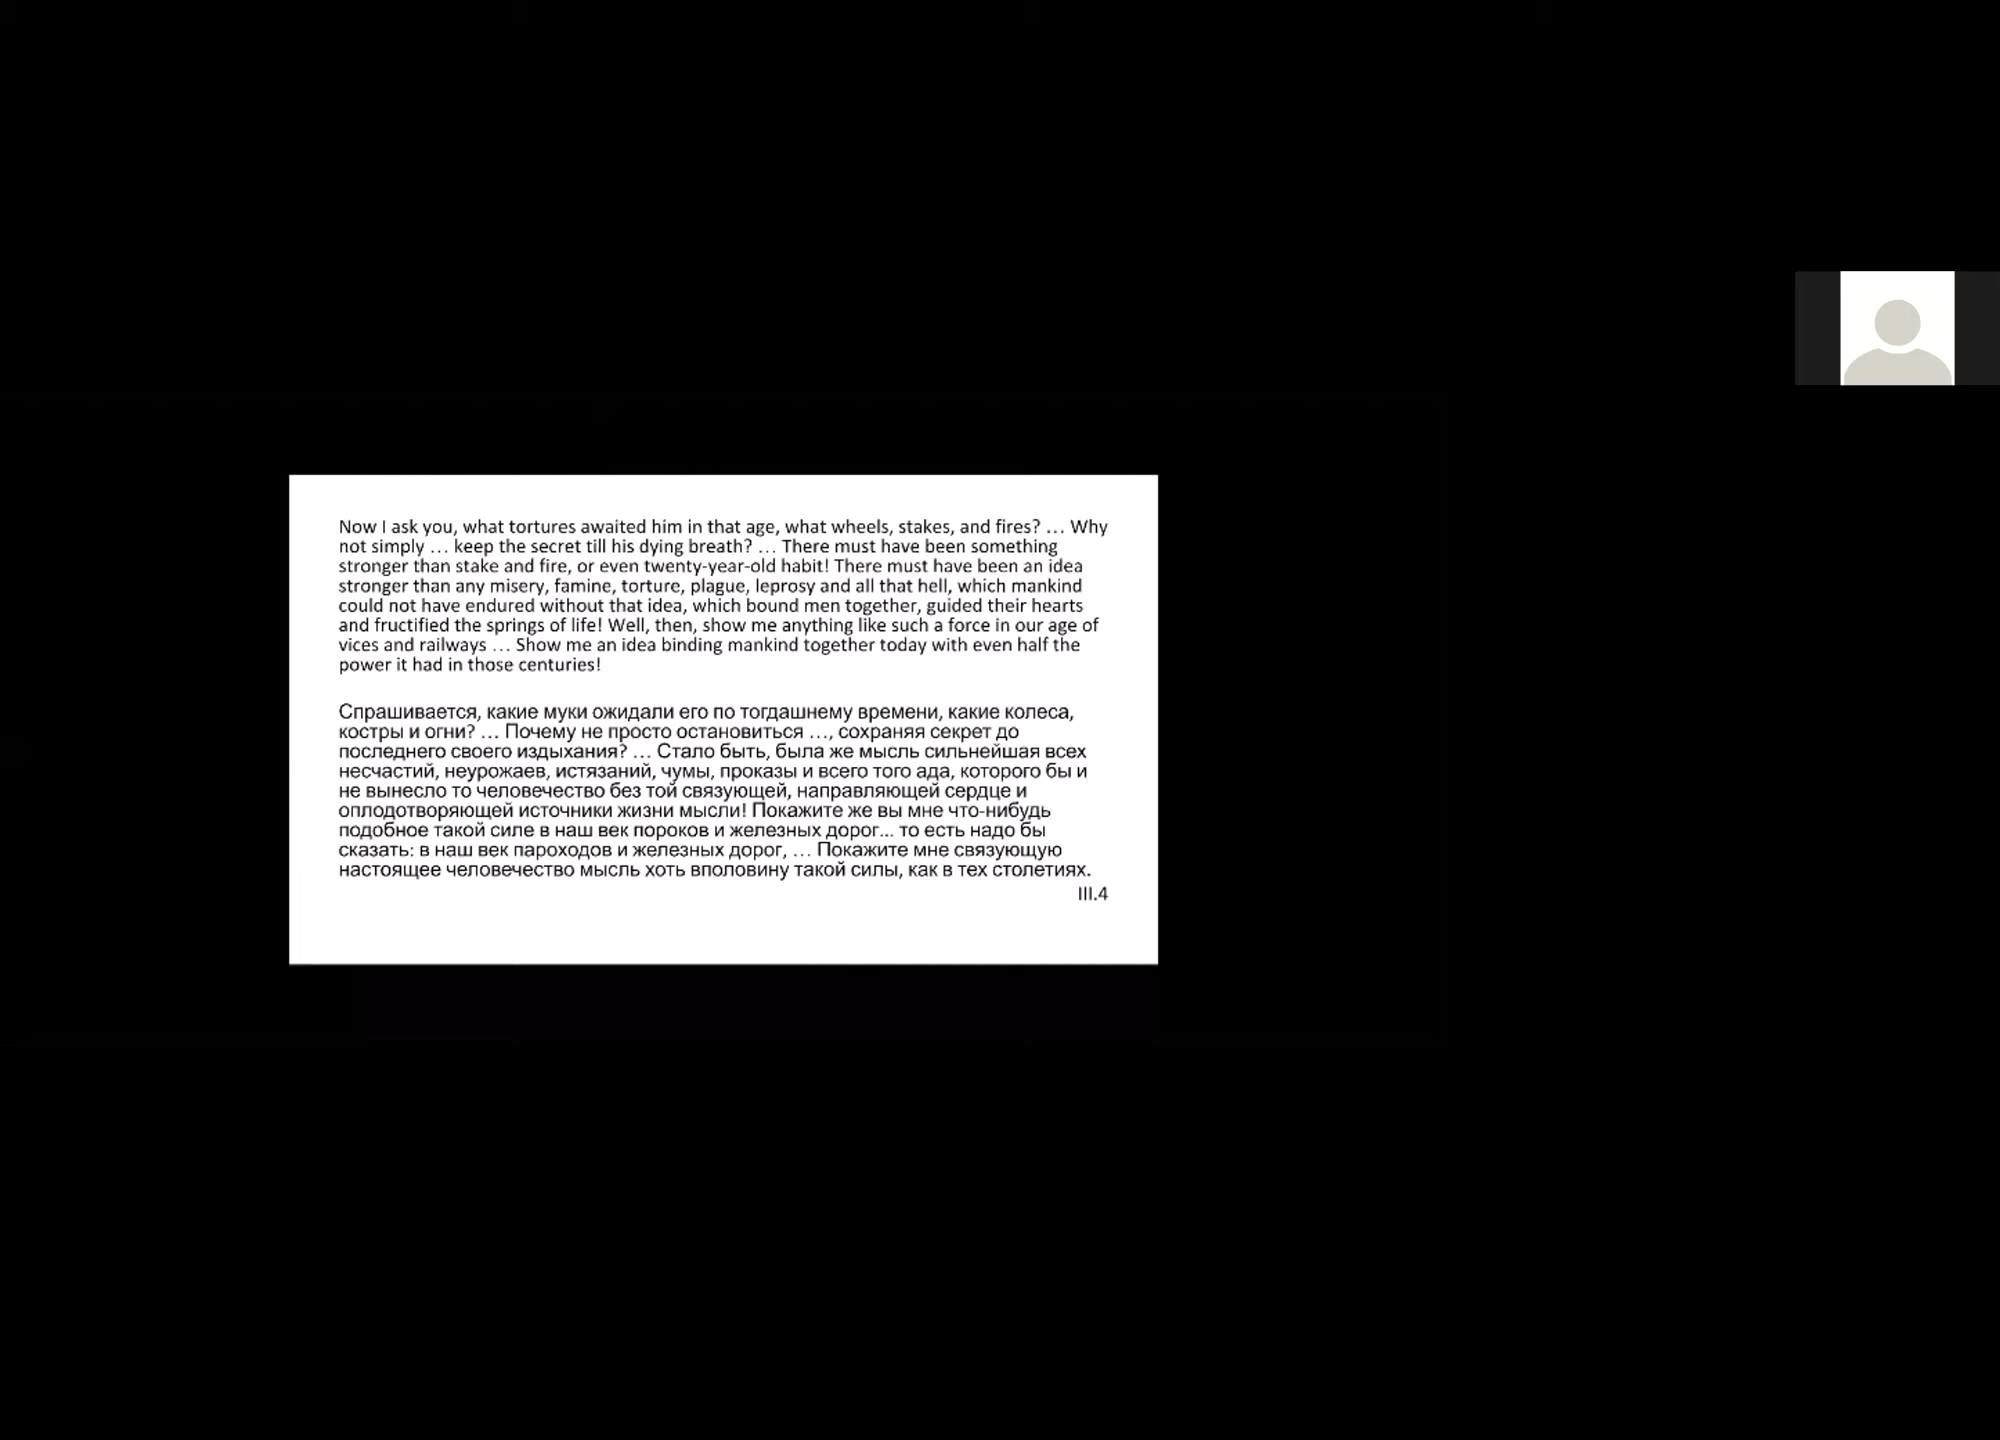 Now I ask you, what tortures awaited him in that age, what wheels, stakes, and fires? … Why
not simply … keep the secret till his dying breath? … There must have been something
stronger than stake and fire, or even twenty-year-old habit! There must have been an idea
stronger than any misery, famine, torture, plague, leprosy and all that hell, which mankind
could not have endured without that idea, which bound men together, guided their hearts
and fructified the springs of life! Well, then, show me anything like such a force in our age of
vices and railways … Show me an idea binding mankind together today with even half the
power it had in those centuries!
Спрашивается, какие муки ожидали его по тогдашнему времени, какие колеса,
костры и огни? … Почему не просто остановиться …, сохраняя секрет до
последнего своего издыхания? … Стало быть, была же мысль сильнейшая всех
несчастий, неурожаев, истязаний, чумы, проказы и всего того ада, которого бы и
не вынесло то человечество без той связующей, направляющей сердце и
оплодотворяющей источники жизни мысли! Покажите же вы мне что-нибудь
подобное такой силе в наш век пороков и железных дорог... то есть надо бы
сказать: в наш век пароходов и железных дорог, … Покажите мне связующую
настоящее человечество мысль хоть вполовину такой силы, как в тех столетиях.
III.4